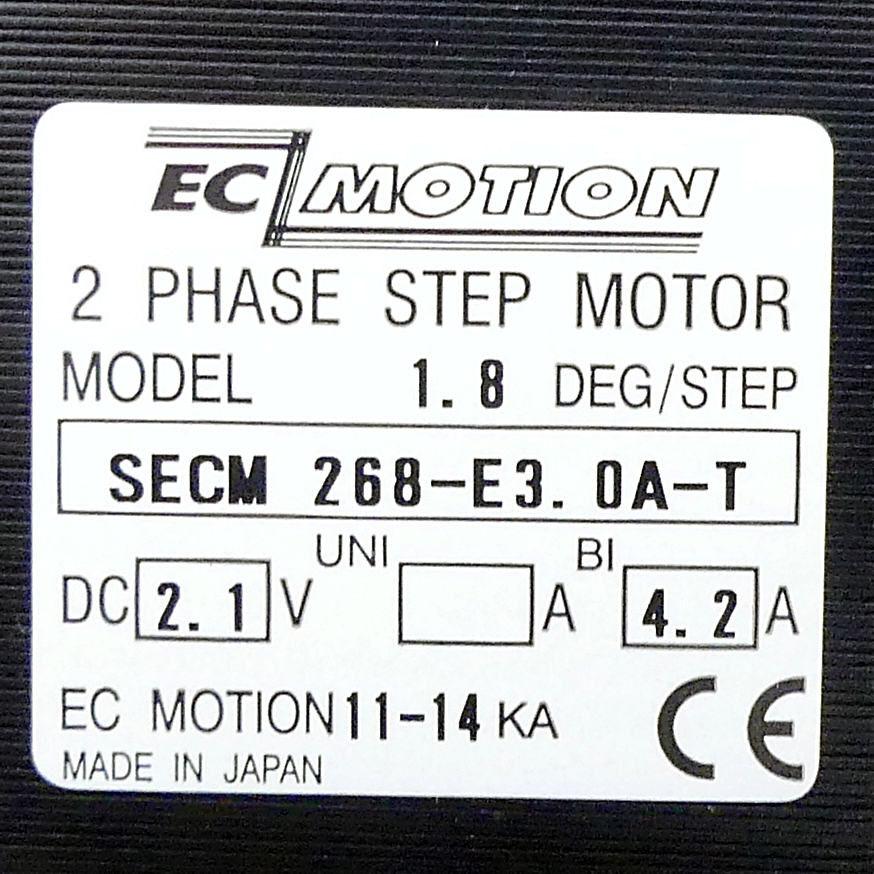 EC MOTION
2 PHASE STEP MOTOR
MODEL 1.8 DEG/STEP
SECM 268-E3.0A-T
UNI BI
DC 2.1 V A 4.2 A
EC MOTION 11-14 KA
MADE IN JAPAN
CE